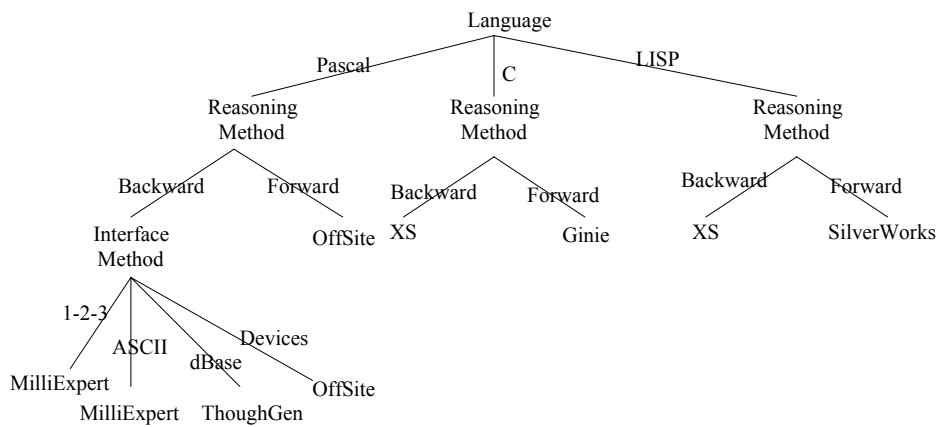 Language
Pascal
C
LISP
Reasoning
Method
Reasoning
Method
Reasoning
Method
Backward
Forward
Backward
Forward
Backward
Forward
Interface
Method
OffSite
XS
Ginie
XS
SilverWorks
1-2-3
ASCII
dBase
Devices
MilliExpert
MilliExpert
ThoughGen
OffSite